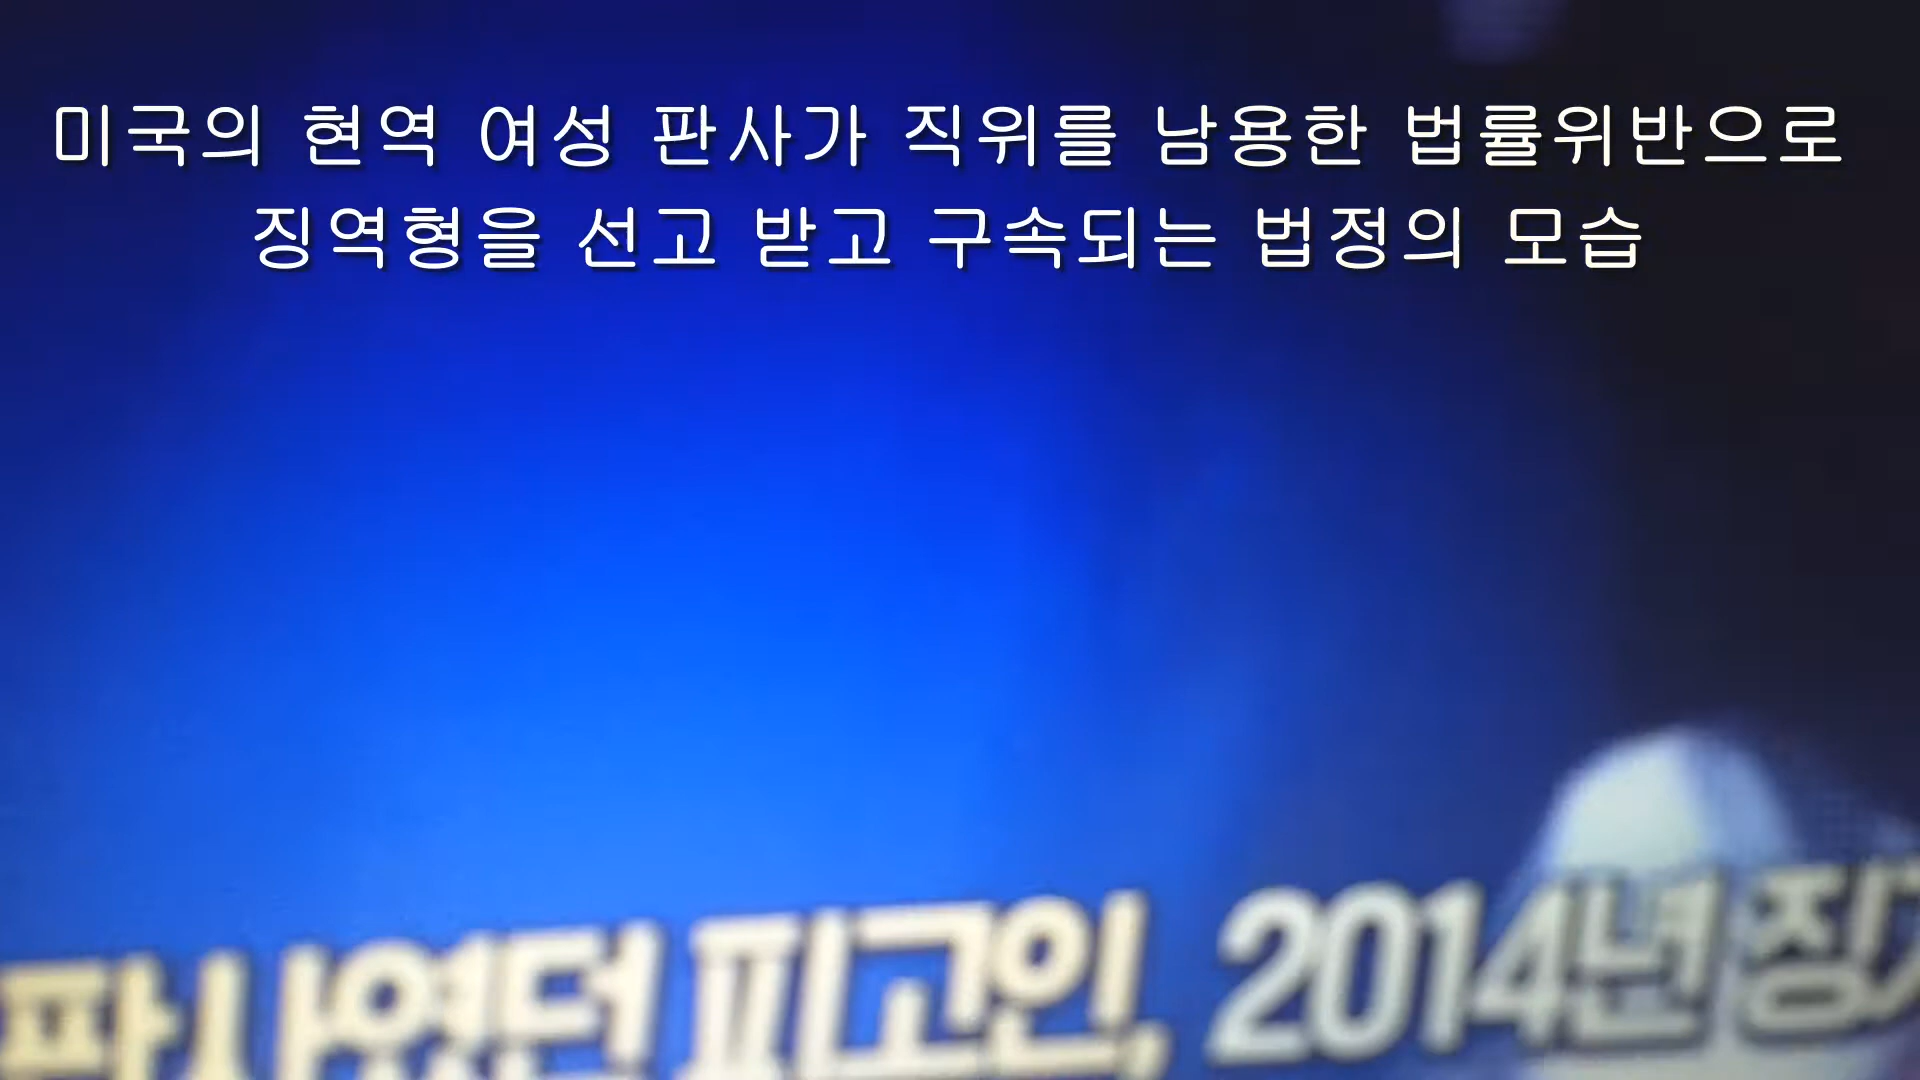 미국의 현역 여성 판사가 직위를 남용한 법률위반으로
징역형을 선고 받고 구속되는 법정의 모습
판사였던 피고인, 2014년